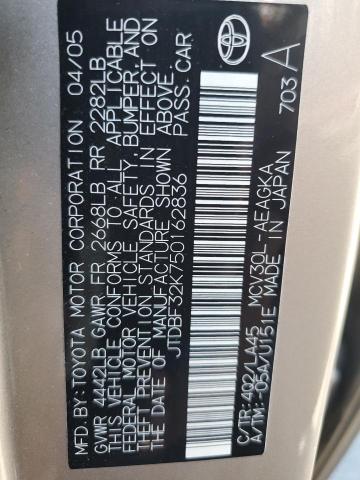 MFD. BY: TOYOTA MOTOR CORPORATION 04/05
GVWR 4442LB GAWR FR 2668LB RR 2282LB
THIS VEHICLE CONFORMS TO ALL APPLICABLE
FEDERAL MOTOR VEHICLE SAFETY, BUMPER, AND
THEFT PREVENTION STANDARDS IN EFFECT ON
THE DATE OF MANUFACTURE SHOWN ABOVE.
JTDBF32K750162836 PASS. CAR
TOYOTA
C/TR: 4Q2/LA45 MCV30L-AEAGKA
A/TM: -05A/U151E MADE IN JAPAN 703 A